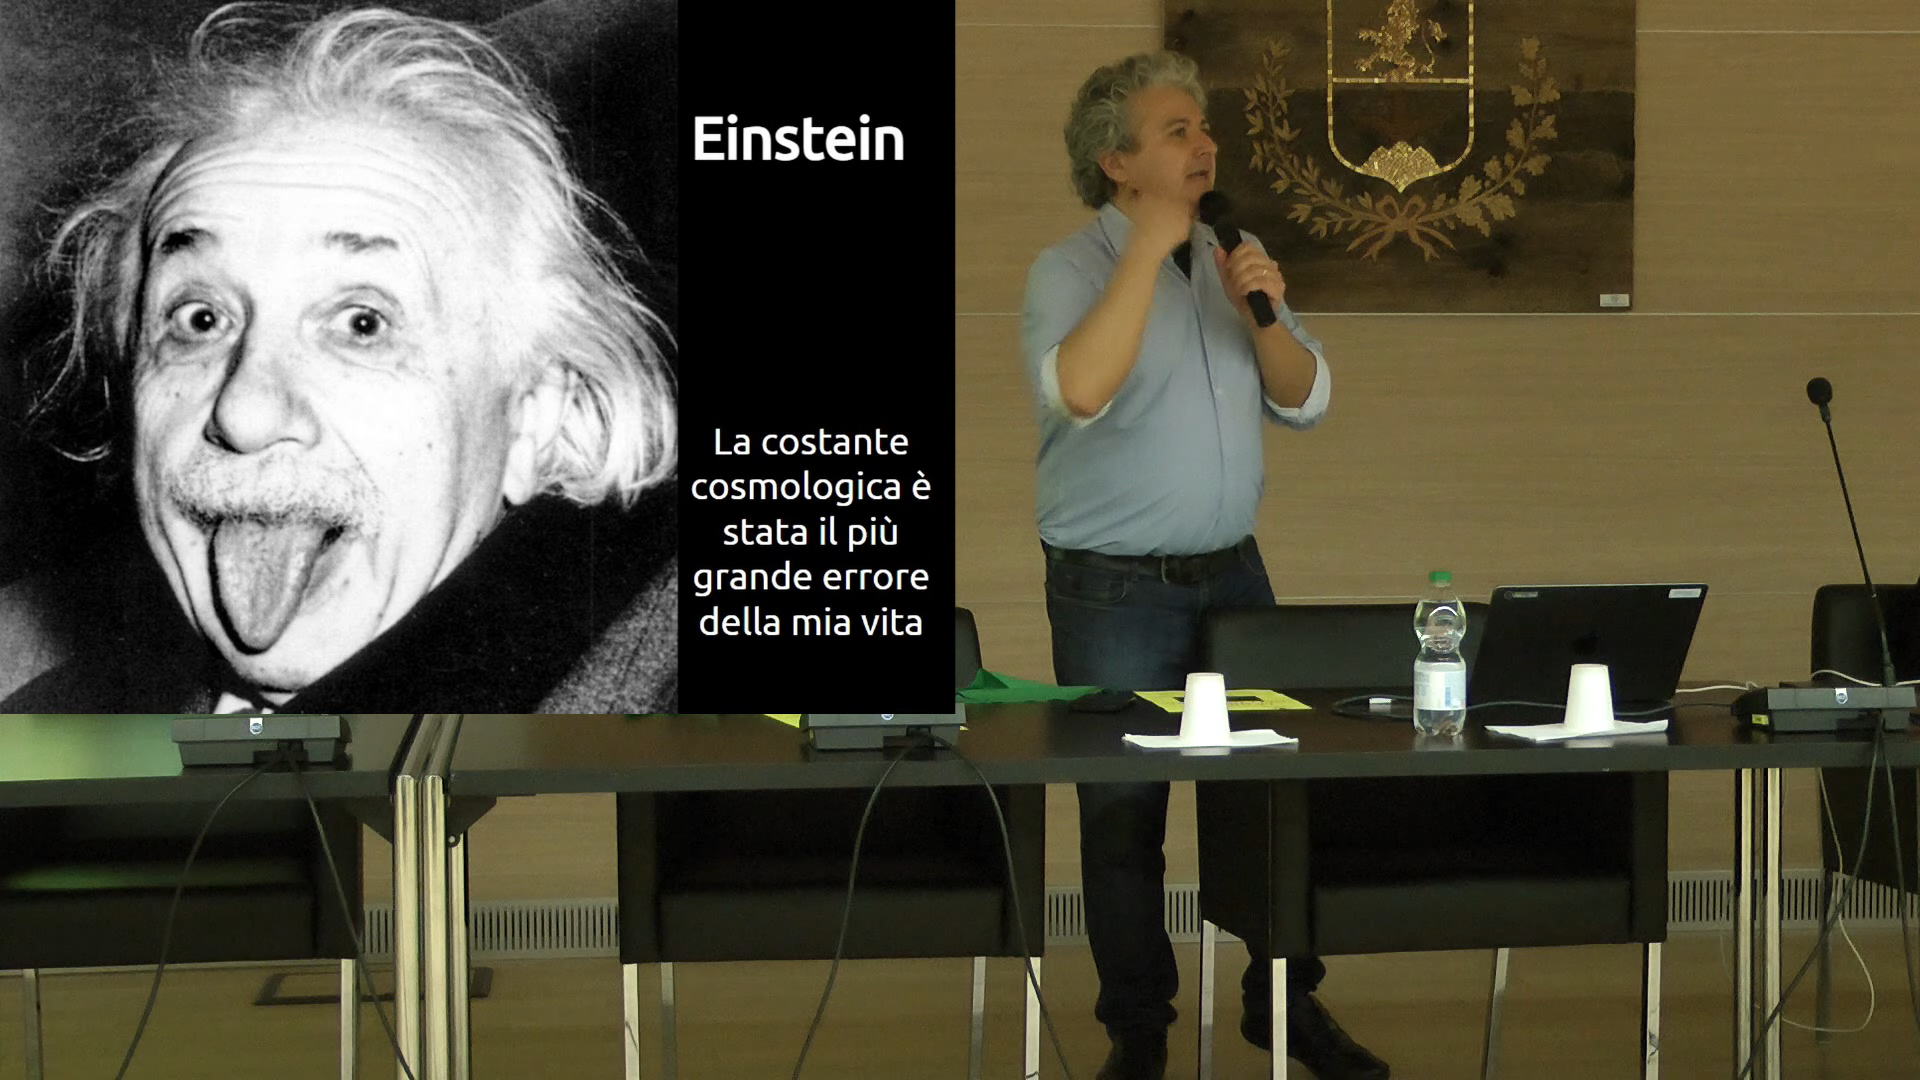 Einstein
La costante
cosmologica è
stata il più
grande errore
della mia vita